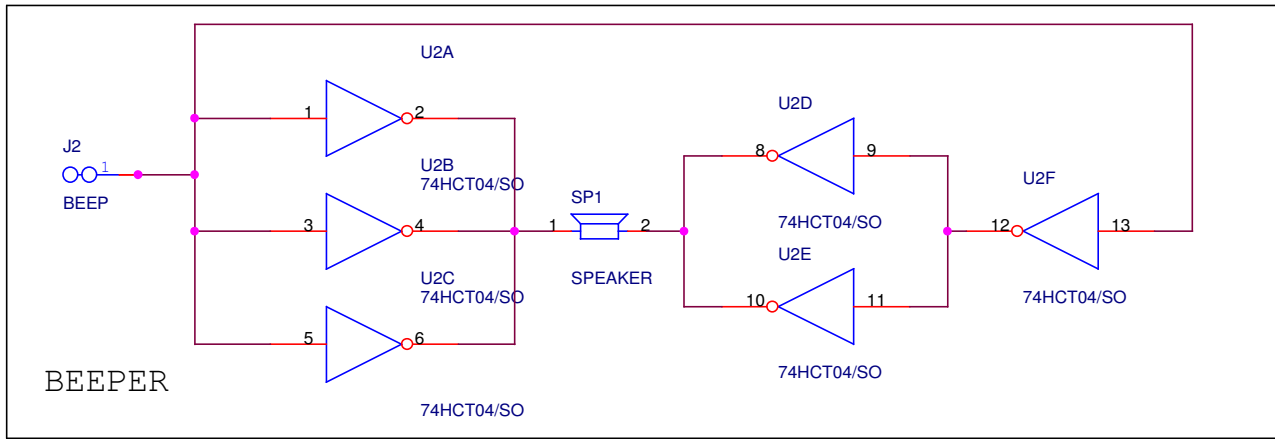 U2A
1
2
U2D
8
9
J2
1
BEEP
U2B
74HCT04/SO
U2F
SP1
3
4
1
2
74HCT04/SO
12
13
U2E
U2C
74HCT04/SO
SPEAKER
10
11
74HCT04/SO
5
6
74HCT04/SO
BEEPER
74HCT04/SO